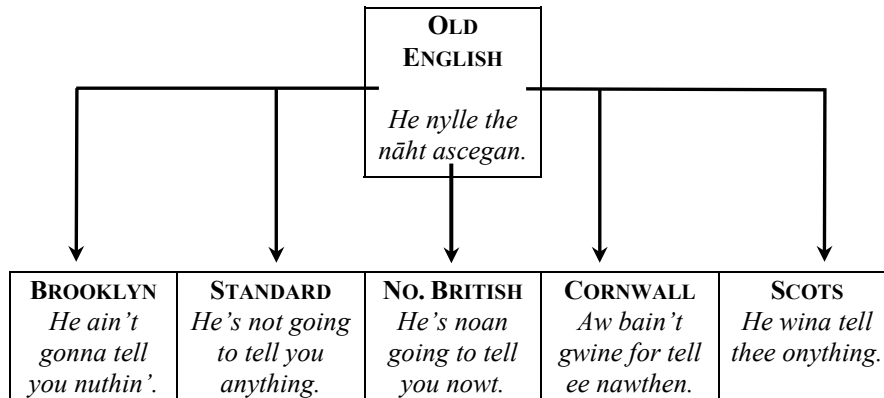 OLD
ENGLISH
He nylle the
nāht ascegan.
BROOKLYN
He ain't
gonna tell
you nuthin'.
STANDARD
He's not going
to tell you
anything.
NO. BRITISH
He's noan
going to tell
you nowt.
CORNWALL
Aw bain't
gwine for tell
ee nawthen.
SCOTS
He wina tell
thee onything.